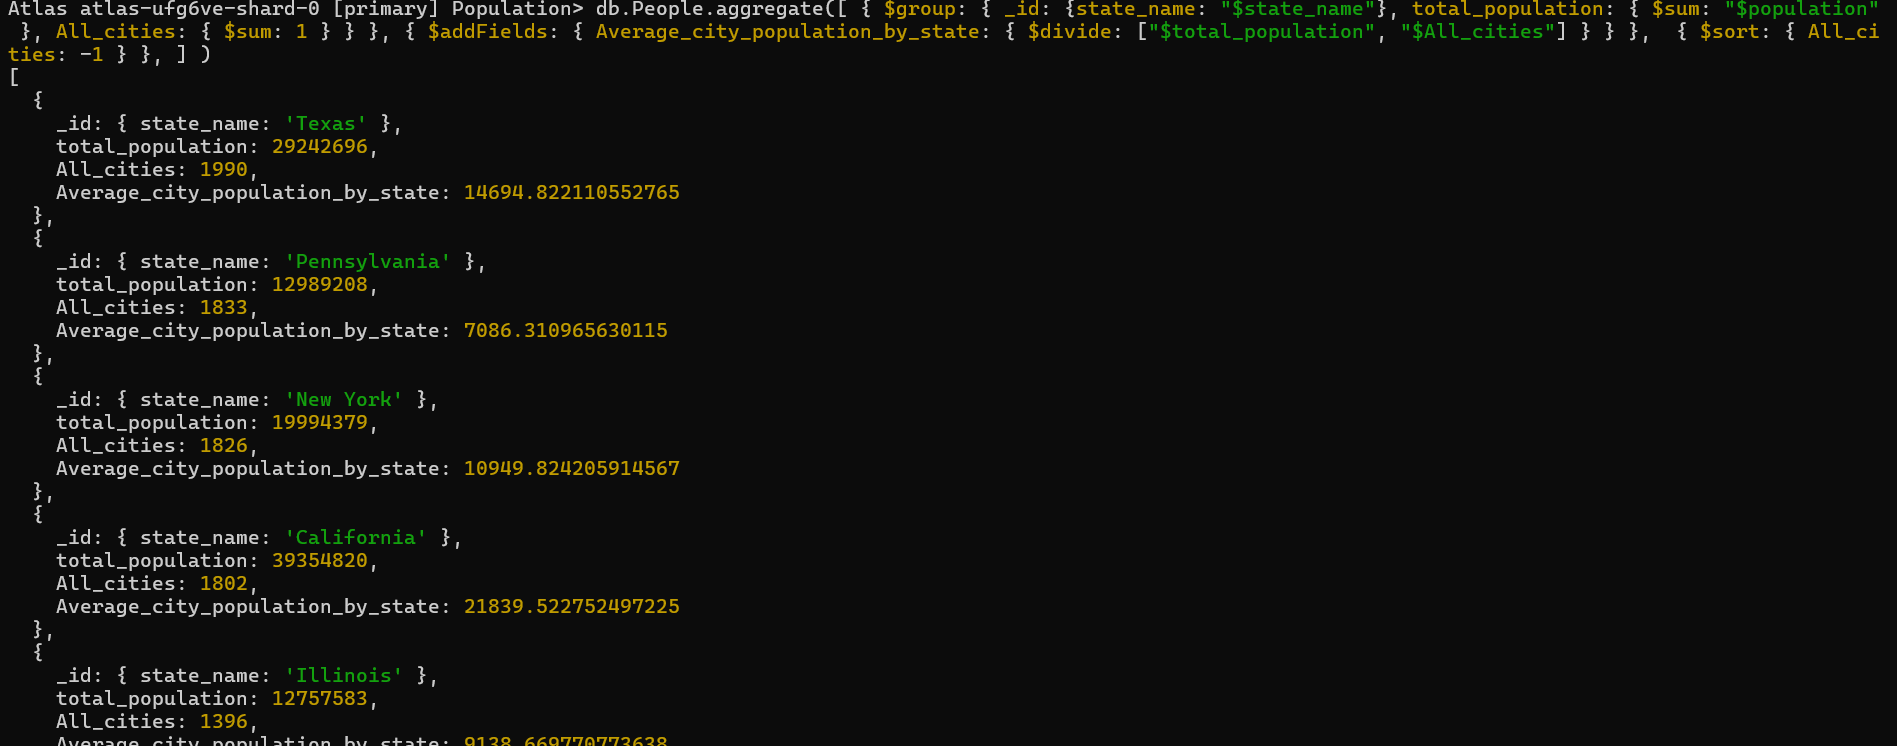 Atlas atlas-ufg6ve-shard-0 [primary] Population> db.People.aggregate([ { $group: { _id: {state_name: "$state_name"}, total_population: { $sum: "$population"
 }, All_cities: { $sum: 1 } } }, { $addFields: { Average_city_population_by_state: { $divide: ["$total_population", "$All_cities"] } } },  { $sort: { All_ci
ties: -1 } }, ] )
[
  {
    _id: { state_name: 'Texas' },
    total_population: 29242696,
    All_cities: 1990,
    Average_city_population_by_state: 14694.822110552765
  },
  {
    _id: { state_name: 'Pennsylvania' },
    total_population: 12989208,
    All_cities: 1833,
    Average_city_population_by_state: 7086.310965630115
  },
  {
    _id: { state_name: 'New York' },
    total_population: 19994379,
    All_cities: 1826,
    Average_city_population_by_state: 10949.824205914567
  },
  {
    _id: { state_name: 'California' },
    total_population: 39354820,
    All_cities: 1802,
    Average_city_population_by_state: 21839.522752497225
  },
  {
    _id: { state_name: 'Illinois' },
    total_population: 12757583,
    All_cities: 1396,
    Average_city_population_by_state: 9138.669770773638